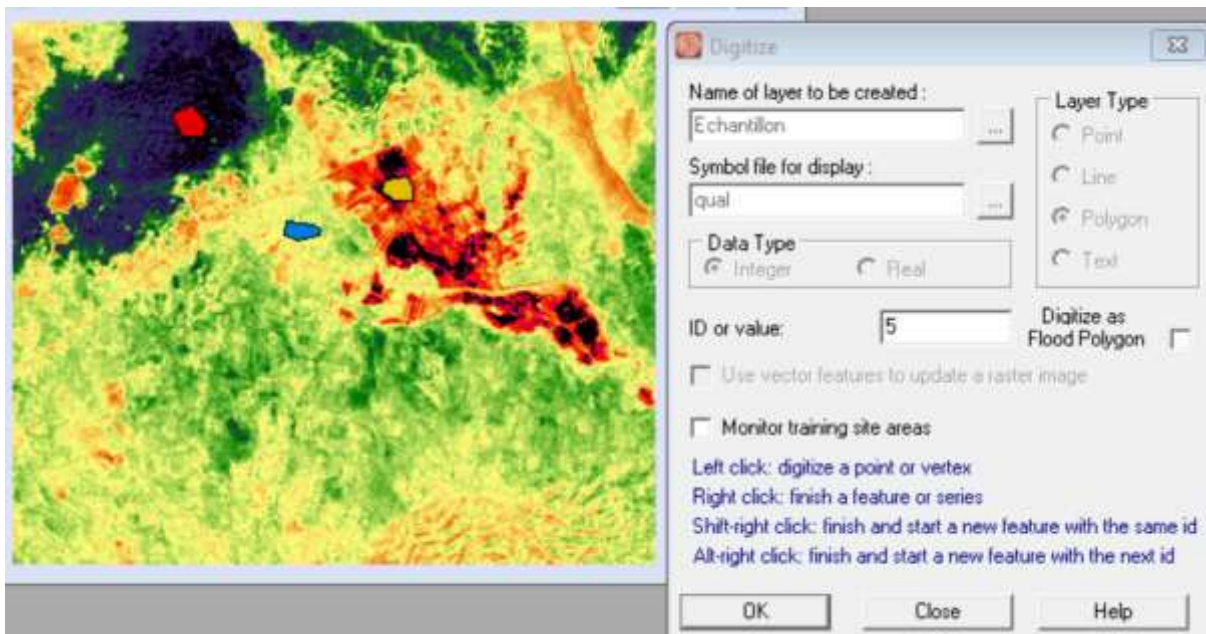 Digitize
Name of layer to be created :
Echantillon
...
Symbol file for display :
qual
...
Layer Type
Point
Line
Polygon
Text
Data Type
Integer
Real
ID or value:
5
Digitize as
Flood Polygon
Use vector features to update a raster image
Monitor training site areas
Left click: digitize a point or vertex
Right click: finish a feature or series
Shift-right click: finish and start a new feature with the same id
Alt-right click: finish and start a new feature with the next id
OK
Close
Help